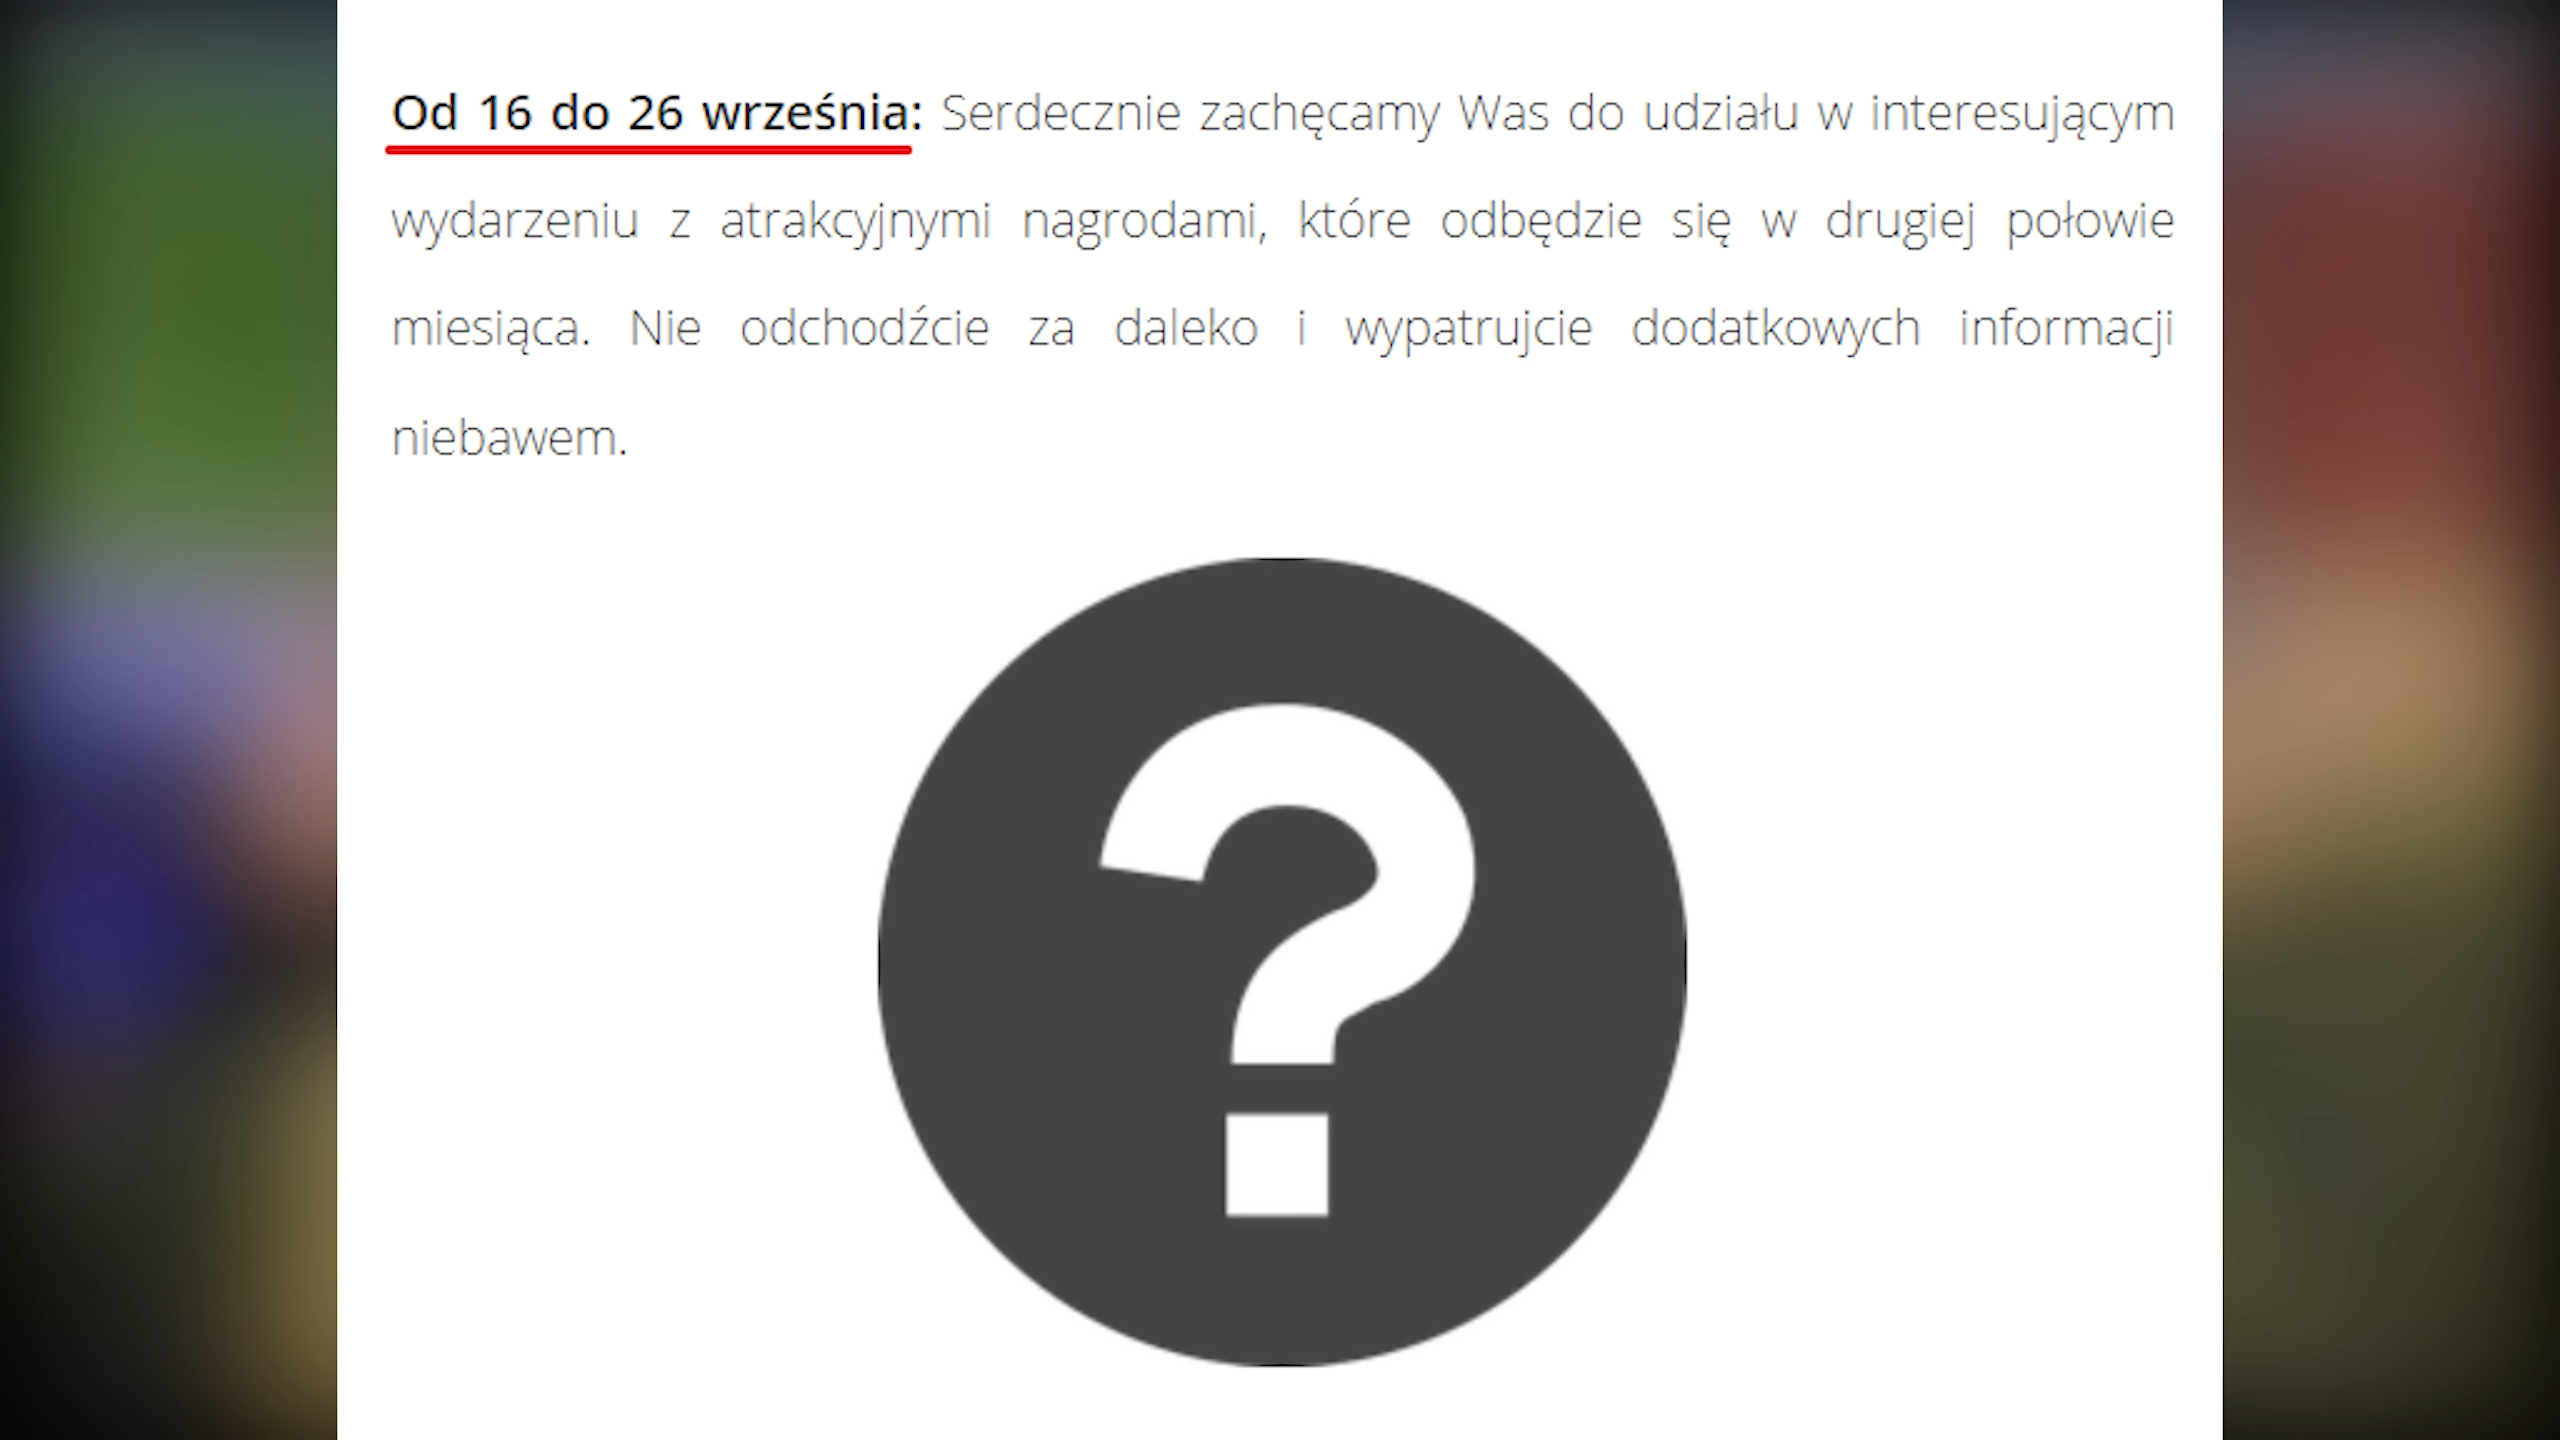 Od 16 do 26 września: Serdecznie zachęcamy Was do udziału w interesującym
wydarzeniu z atrakcyjnymi nagrodami, które odbędzie się w drugiej połowie
miesiąca. Nie odchodźcie za daleko i wypatrujcie dodatkowych informacji
niebawem.
?